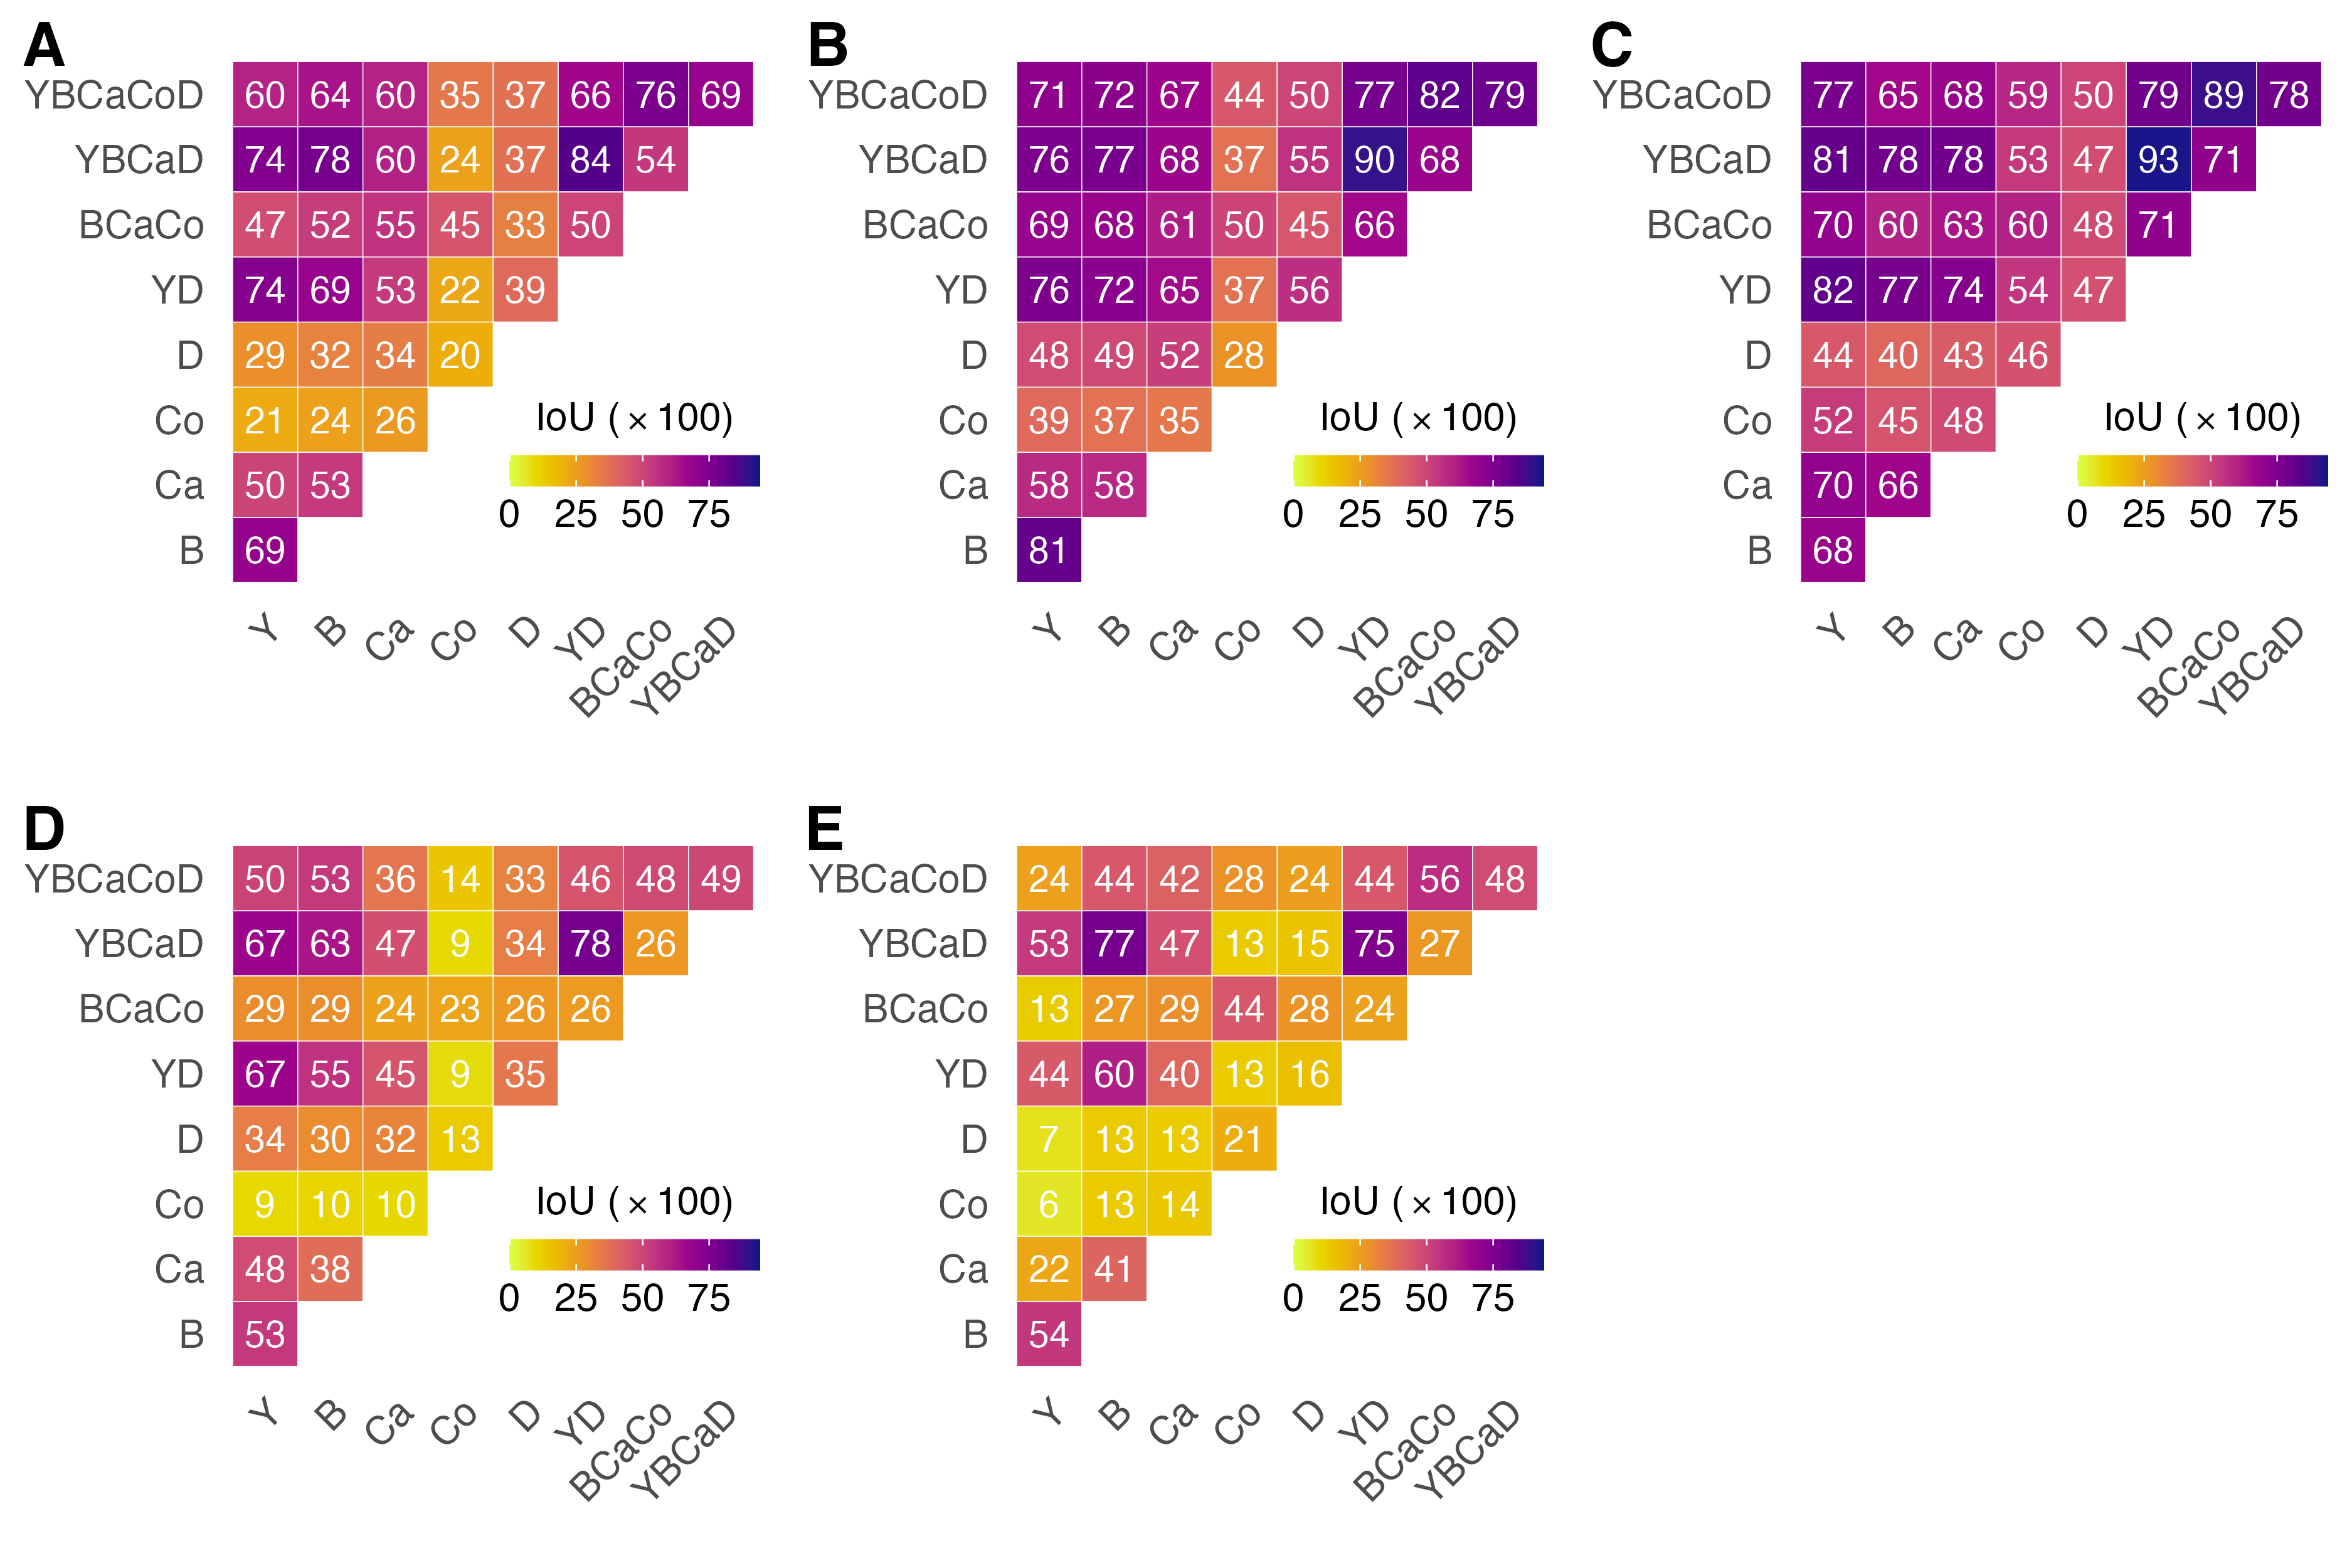 A
YBCaCoD 60 64 60 35 37 66 76 69
YBCaD 74 78 60 24 37 84 54
BCaCo 47 52 55 45 33 50
YD 74 69 53 22 39
D 29 32 34 20
Co 21 24 26
Ca 50 53
B 69
IoU (×100)
0 25 50 75
Y B Ca Co D YD BCaCo YBCaD
B
YBCaCoD 71 72 67 44 50 77 82 79
YBCaD 76 77 68 37 55 90 68
BCaCo 69 68 61 50 45 66
YD 76 72 65 37 56
D 48 49 52 28
Co 39 37 35
Ca 58 58
B 81
IoU (×100)
0 25 50 75
Y B Ca Co D YD BCaCo YBCaD
C
YBCaCoD 77 65 68 59 50 79 89 78
YBCaD 81 78 78 53 47 93 71
BCaCo 70 60 63 60 48 71
YD 82 77 74 54 47
D 44 40 43 46
Co 52 45 48
Ca 70 66
B 68
IoU (×100)
0 25 50 75
Y B Ca Co D YD BCaCo YBCaD
D
YBCaCoD 50 53 36 14 33 46 48 49
YBCaD 67 63 47 9 34 78 26
BCaCo 29 29 24 23 26 26
YD 67 55 45 9 35
D 34 30 32 13
Co 9 10 10
Ca 48 38
B 53
IoU (×100)
0 25 50 75
Y B Ca Co D YD BCaCo YBCaD
E
YBCaCoD 24 44 42 28 24 44 56 48
YBCaD 53 77 47 13 15 75 27
BCaCo 13 27 29 44 28 24
YD 44 60 40 13 16
D 7 13 13 21
Co 6 13 14
Ca 22 41
B 54
IoU (×100)
0 25 50 75
Y B Ca Co D YD BCaCo YBCaD